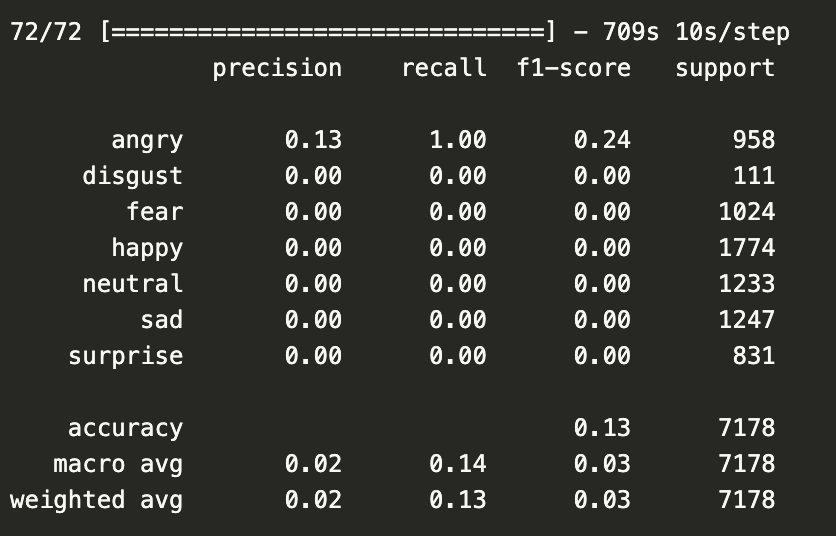 72/72 [==============================] - 709s 10s/step
precision recall f1-score support
angry 0.13 1.00 0.24 958
disgust 0.00 0.00 0.00 111
fear 0.00 0.00 0.00 1024
happy 0.00 0.00 0.00 1774
neutral 0.00 0.00 0.00 1233
sad 0.00 0.00 0.00 1247
surprise 0.00 0.00 0.00 831
accuracy 0.13 7178
macro avg 0.02 0.14 0.03 7178
weighted avg 0.02 0.13 0.03 7178